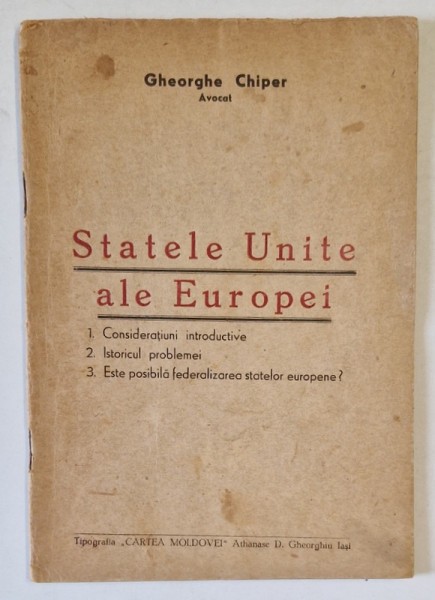 Gheorghe Chiper
Avocat
Statele Unite
ale Europei
1. Considerațiuni introductive
2. Istoricul problemei
3. Este posibilă federalizarea statelor europene?
Tipografia „CARTEA MOLDOVEI" Athanase D. Gheorghiu Iași